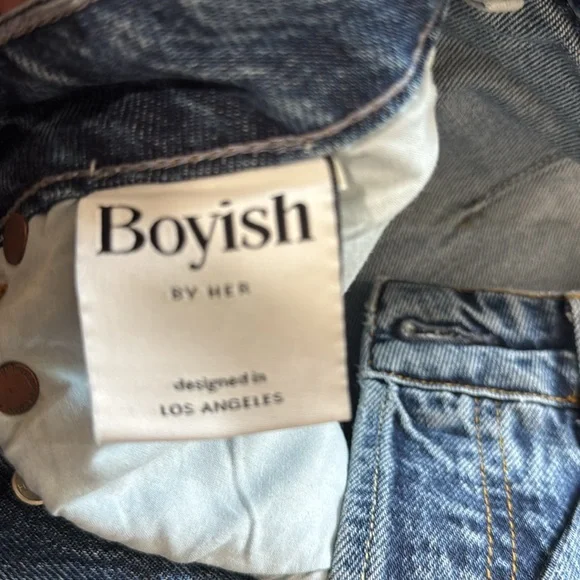 Boyish
BY HER
designed in
LOS ANGELES